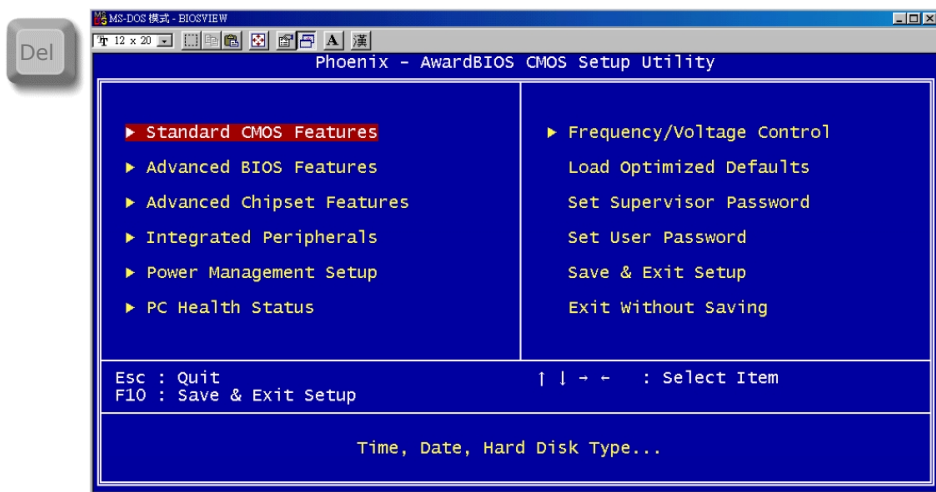 Del
MS-DOS 模式 - BIOSVIEW
12 x 20 A 漢
Phoenix - AwardBIOS CMOS Setup Utility
▶ Standard CMOS Features
▶ Advanced BIOS Features
▶ Advanced Chipset Features
▶ Integrated Peripherals
▶ Power Management Setup
▶ PC Health Status
▶ Frequency/Voltage Control
Load Optimized Defaults
Set Supervisor Password
Set User Password
Save & Exit Setup
Exit Without Saving
Esc : Quit
F10 : Save & Exit Setup
↑ ↓ → ← : Select Item
Time, Date, Hard Disk Type...